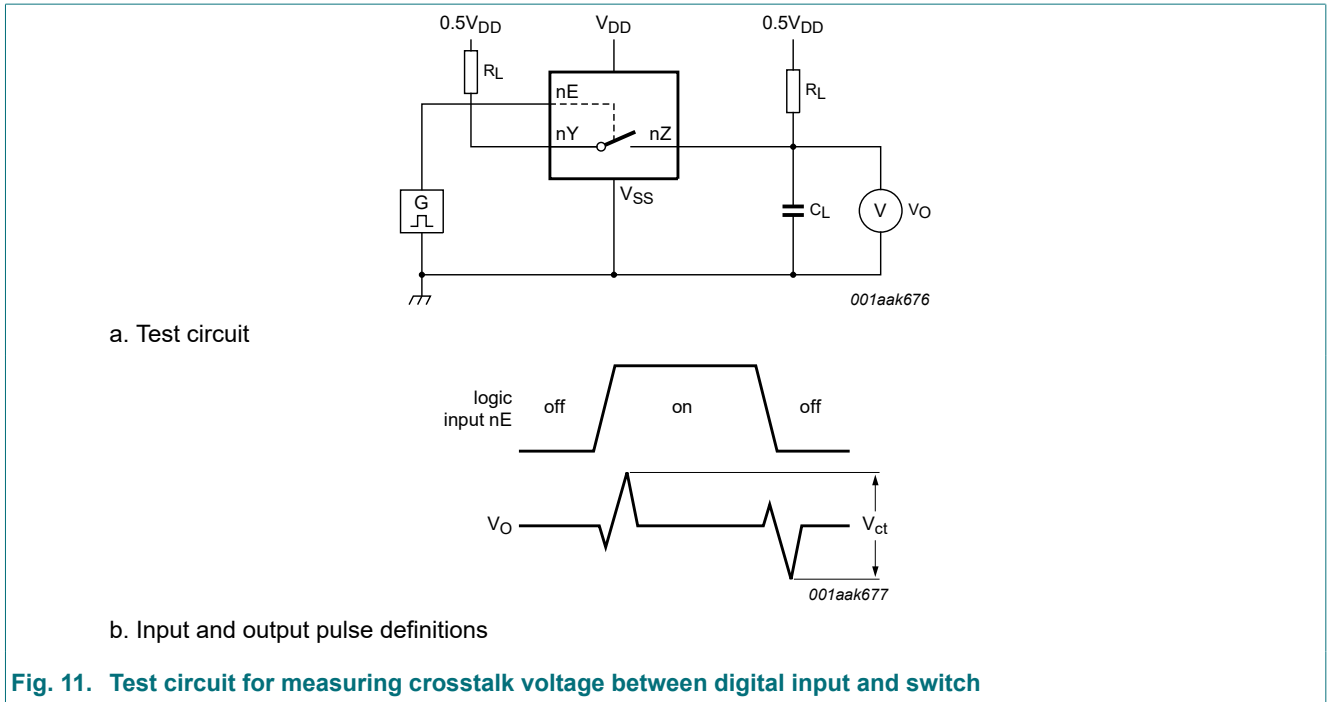 0.5VDD
VDD
0.5VDD
RL
RL
nE
nY
nZ
VSS
G
CL
V
VO
001aak676
a. Test circuit
logic
input nE
off
on
off
VO
Vct
001aak677
b. Input and output pulse definitions
Fig. 11. Test circuit for measuring crosstalk voltage between digital input and switch